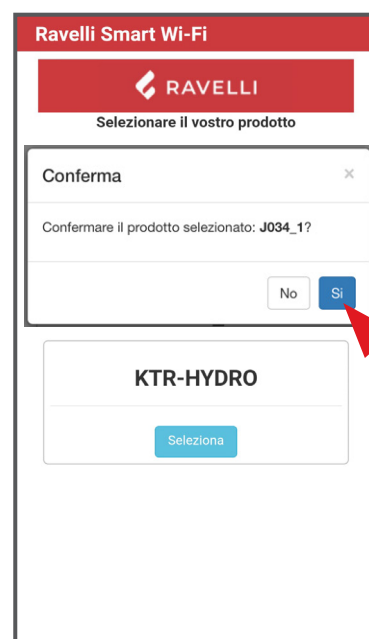 Ravelli Smart Wi-Fi
RAVELLI
Selezionare il vostro prodotto
Conferma ×
Confermare il prodotto selezionato: J034_1?
No Si
KTR-HYDRO
Seleziona